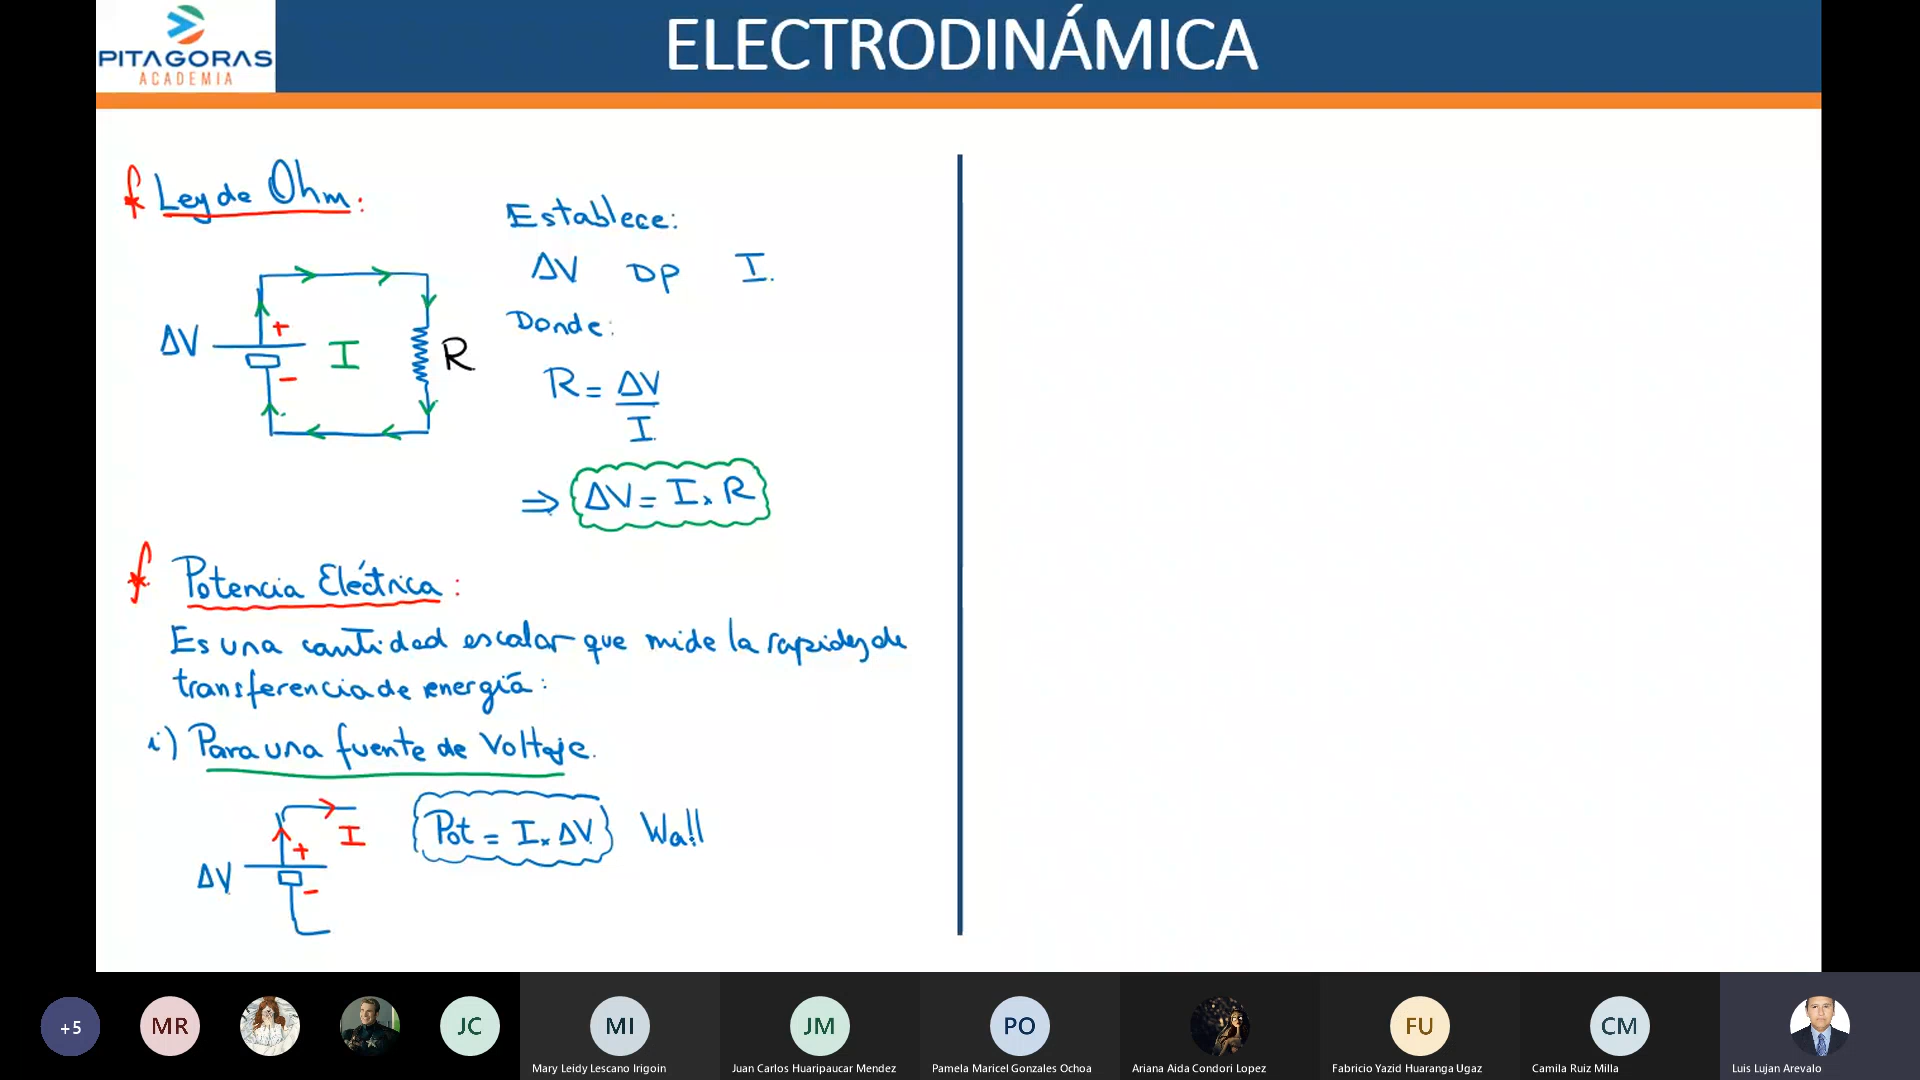 PITAGORAS
ACADEMIA
ELECTRODINÁMICA
* Ley de Ohm:
ΔV
+
-
I
R
Establece:
ΔV DP I.
Donde:
R = ΔV
I
⇒ ΔV = I x R
* Potencia Eléctrica:
Es una cantidad escalar que mide la rapidez de
transferencia de energía:
i) Para una fuente de Voltaje.
ΔV
+
-
I
Pot = I x ΔV Watt
+5
MR
JC
MI
JM
PO
FU
CM
Mary Leidy Lescano Irigoin
Juan Carlos Huaripaucar Mendez
Pamela Maricel Gonzales Ochoa
Ariana Aida Condori Lopez
Fabricio Yazid Huaranga Ugaz
Camila Ruiz Milla
Luis Lujan Arevalo